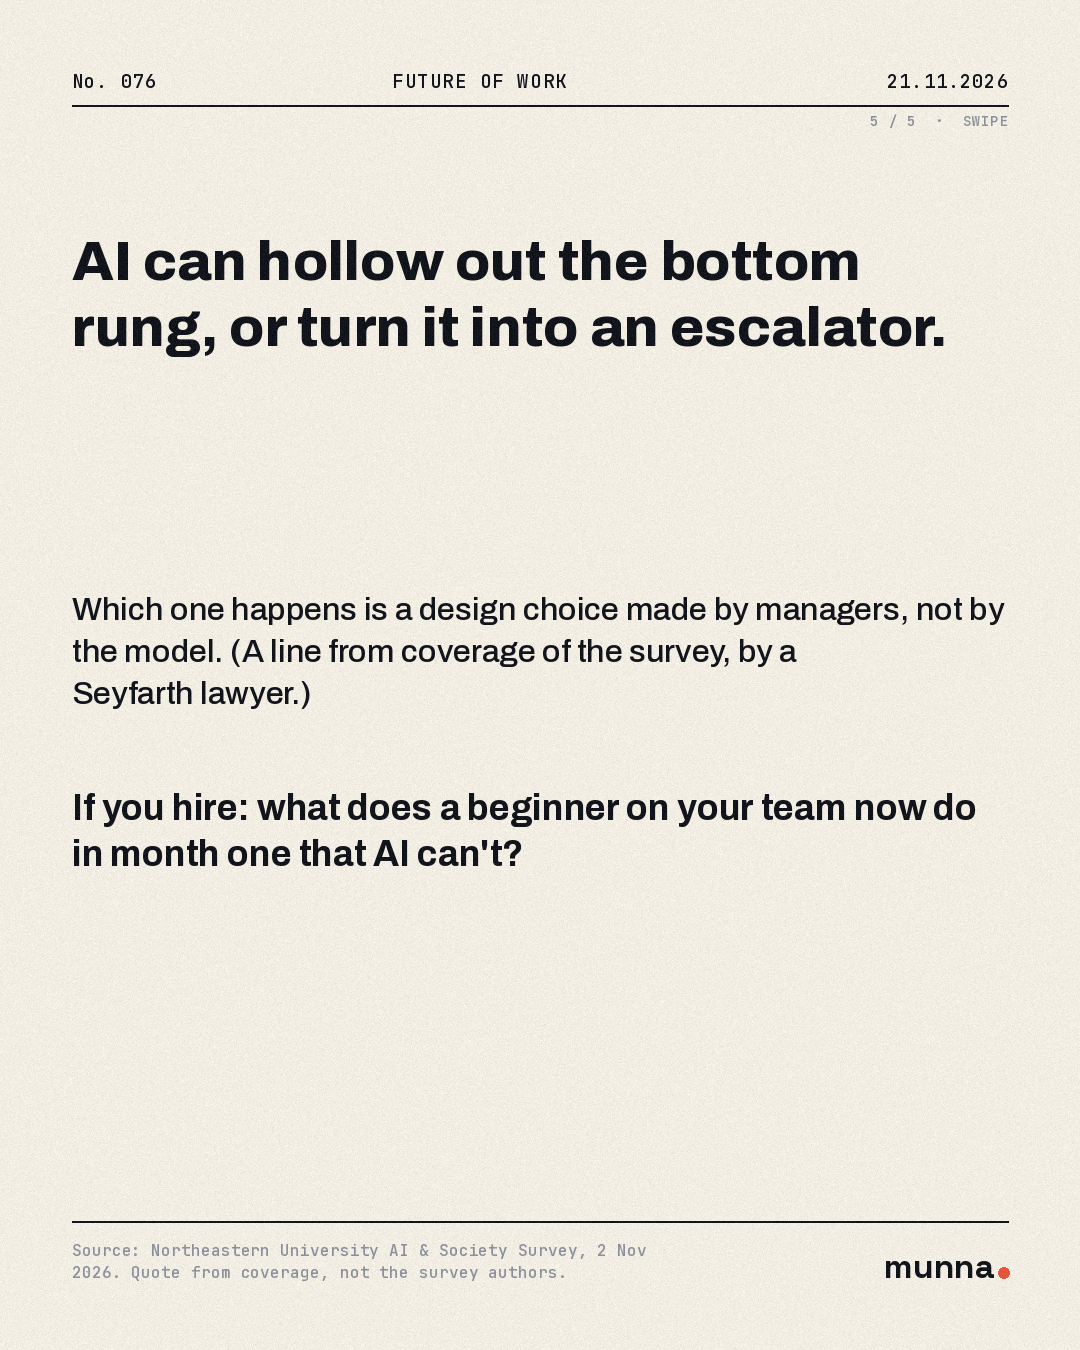 No. 076
FUTURE OF WORK
21.11.2026
5 / 5 · SWIPE
AI can hollow out the bottom
rung, or turn it into an escalator.
Which one happens is a design choice made by managers, not by
the model. (A line from coverage of the survey, by a
Seyfarth lawyer.)
If you hire: what does a beginner on your team now do
in month one that AI can't?
Source: Northeastern University AI & Society Survey, 2 Nov
2026. Quote from coverage, not the survey authors.
munna.